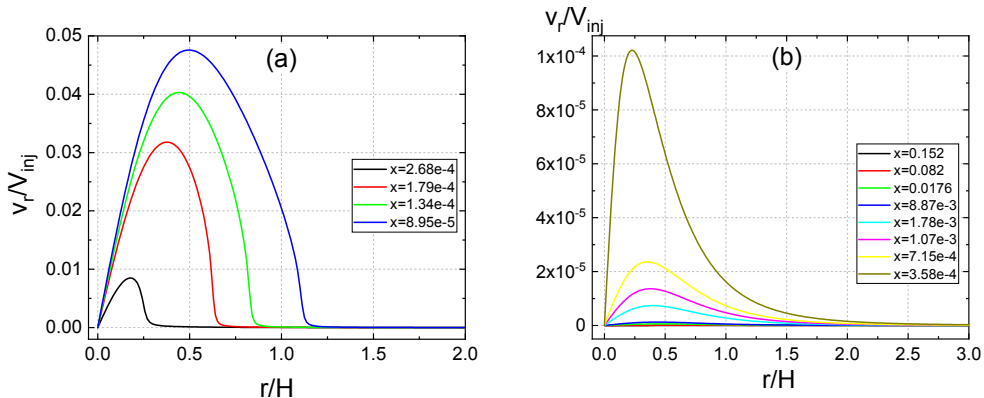 (a)
v_r/V_inj
0.05
0.04
0.03
0.02
0.01
0.00
x=2.68e-4
x=1.79e-4
x=1.34e-4
x=8.95e-5
0.0 0.5 1.0 1.5 2.0
r/H
v_r/V_inj
(b)
1x10^-4
8x10^-5
6x10^-5
4x10^-5
2x10^-5
0
x=0.152
x=0.082
x=0.0176
x=8.87e-3
x=1.78e-3
x=1.07e-3
x=7.15e-4
x=3.58e-4
0.0 0.5 1.0 1.5 2.0 2.5 3.0
r/H